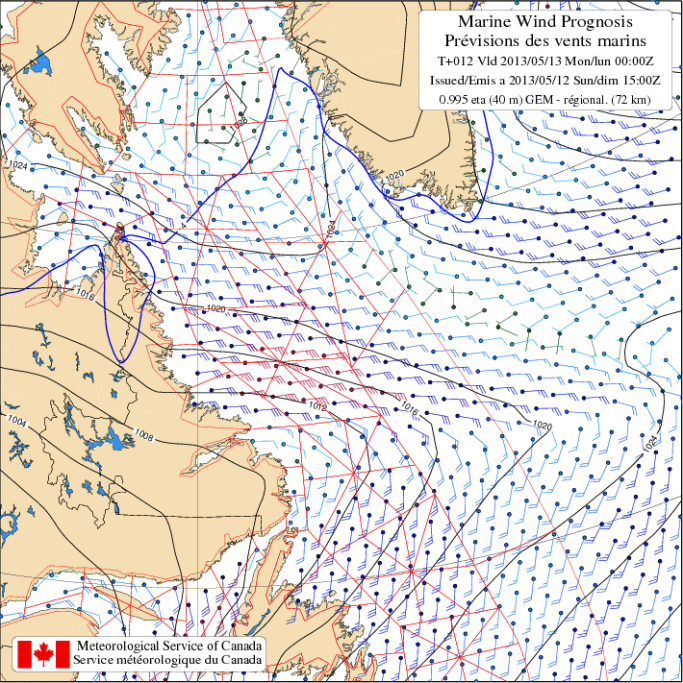 Marine Wind Prognosis
Prévisions des vents marins
T+012 Vld 2013/05/13 Mon/lun 00:00Z
Issued/Emis a 2013/05/12 Sun/dim 15:00Z
0.995 eta (40 m) GEM - régional. (72 km)
1024
1020
1024
1016
1020
1012
1016
1020
1004
1008
1024
Meteorological Service of Canada
Service météorologique du Canada